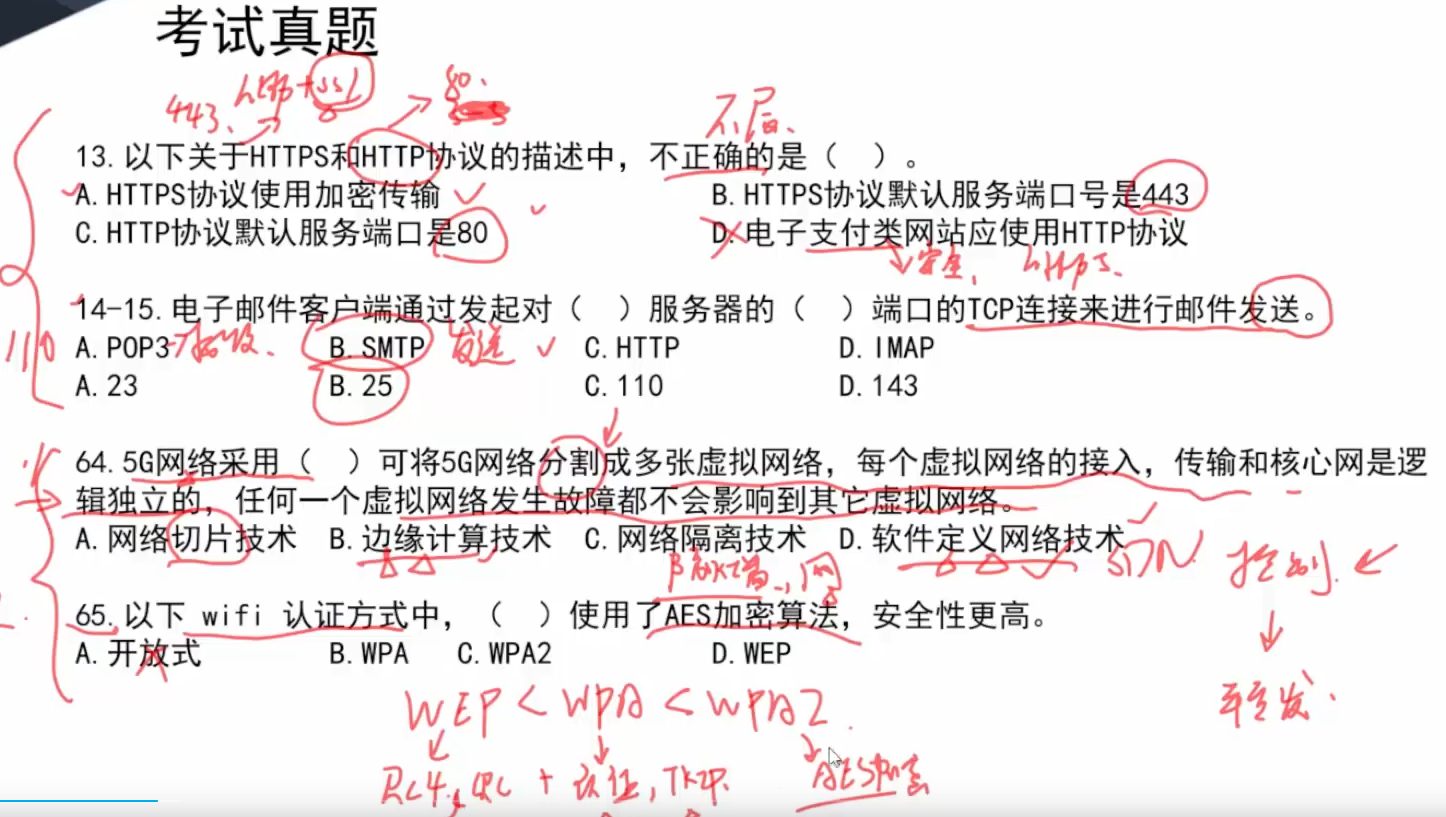 考试真题
http+ssl
80.
443.
不启.
13.以下关于HTTPS和HTTP协议的描述中，不正确的是（ ）。
A.HTTPS协议使用加密传输 B.HTTPS协议默认服务端口号是443
C.HTTP协议默认服务端口是80 D.电子支付类网站应使用HTTP协议
安全. https.
14-15.电子邮件客户端通过发起对（ ）服务器的（ ）端口的TCP连接来进行邮件发送。
110 A.POP3 接收. B.SMTP 发送 C.HTTP D.IMAP
A.23 B.25 C.110 D.143
64.5G网络采用（ ）可将5G网络分割成多张虚拟网络，每个虚拟网络的接入，传输和核心网是逻
辑独立的，任何一个虚拟网络发生故障都不会影响到其它虚拟网络。
A.网络切片技术 B.边缘计算技术 C.网络隔离技术 D.软件定义网络技术
SDN 控制.
65.以下 wifi 认证方式中，（ ）使用了AES加密算法，安全性更高。
A.开放式 B.WPA C.WPA2 D.WEP
转发.
WEP < WPA < WPA2.
RC4, CRC + 认证, TKIP. AES加密